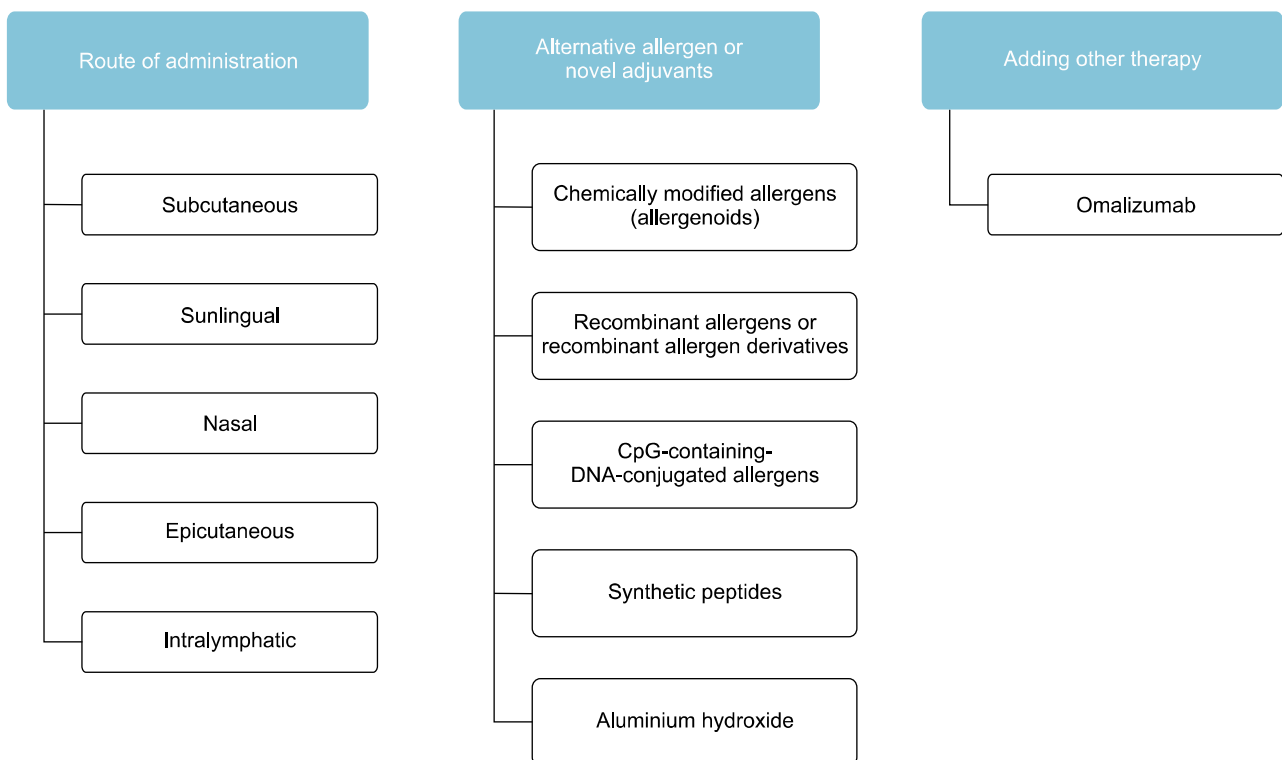 Route of administration
Subcutaneous
Sunlingual
Nasal
Epicutaneous
Intralymphatic
Alternative allergen or
novel adjuvants
Chemically modified allergens
(allergenoids)
Recombinant allergens or
recombinant allergen derivatives
CpG-containing-
DNA-conjugated allergens
Synthetic peptides
Aluminium hydroxide
Adding other therapy
Omalizumab